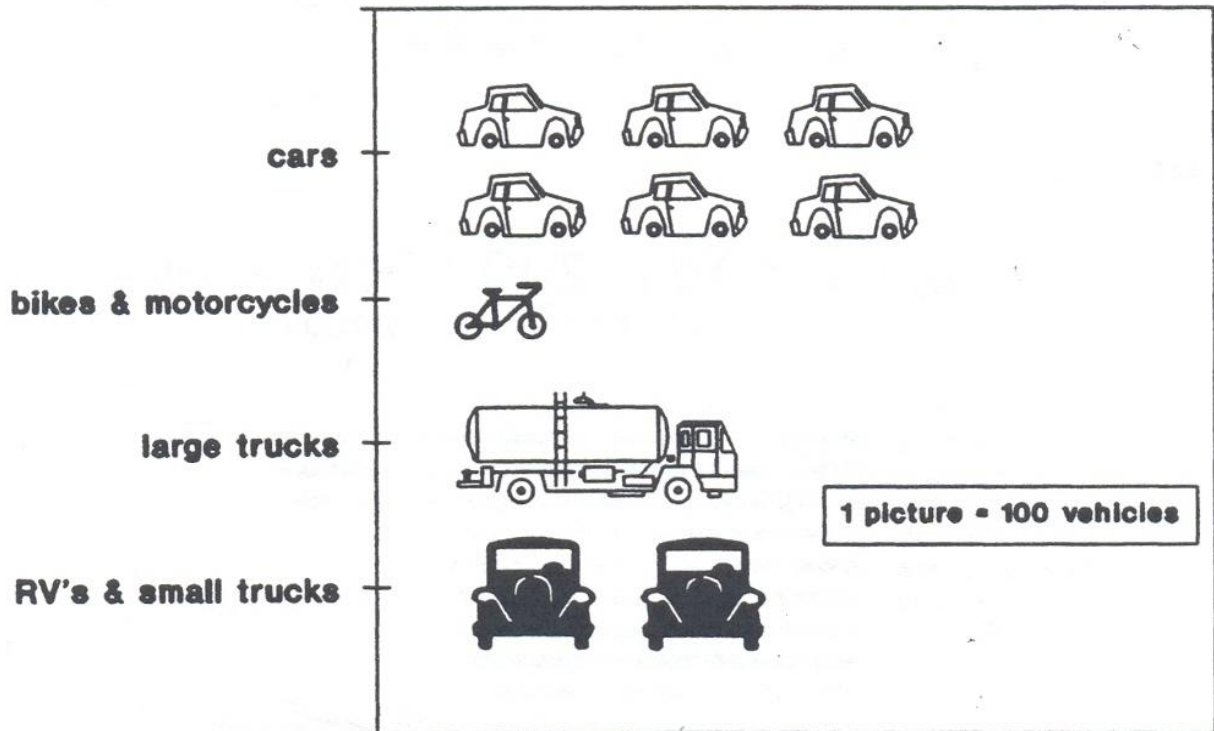 cars
bikes & motorcycles
large trucks
1 picture = 100 vehicles
RV's & small trucks